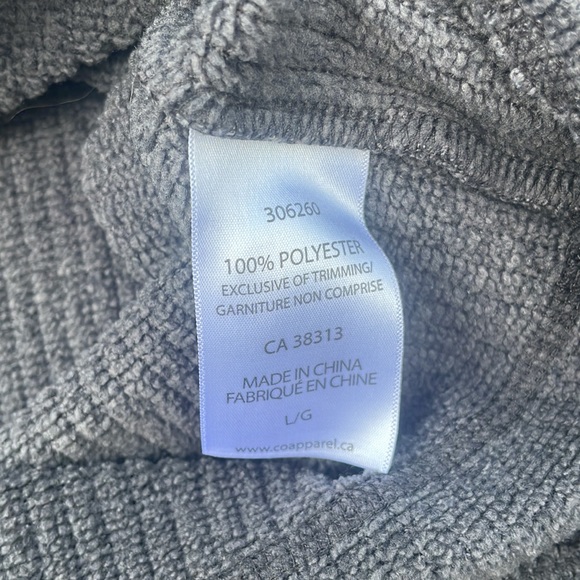 306260
100% POLYESTER
EXCLUSIVE OF TRIMMING/
GARNITURE NON COMPRISE
CA 38313
MADE IN CHINA
FABRIQUÉ EN CHINE
L/G
www.coapparel.ca